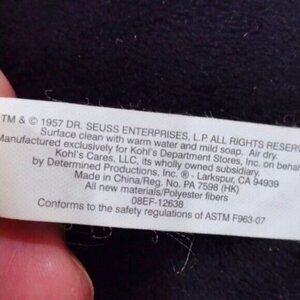 TM & © 1957 DR. SEUSS ENTERPRISES, L.P. ALL RIGHTS RESER
Surface clean with warm water and mild soap. Air dry.
Manufactured exclusively for Kohl's Department Stores, Inc. on behalf
Kohl's Cares, LLC, its wholly owned subsidiary.
by Determined Productions, Inc. – Larkspur, CA 94939
Made in China/Reg. No. PA 7598 (HK)
All new materials/Polyester fibers
08EF-12638
Conforms to the safety regulations of ASTM F963-07